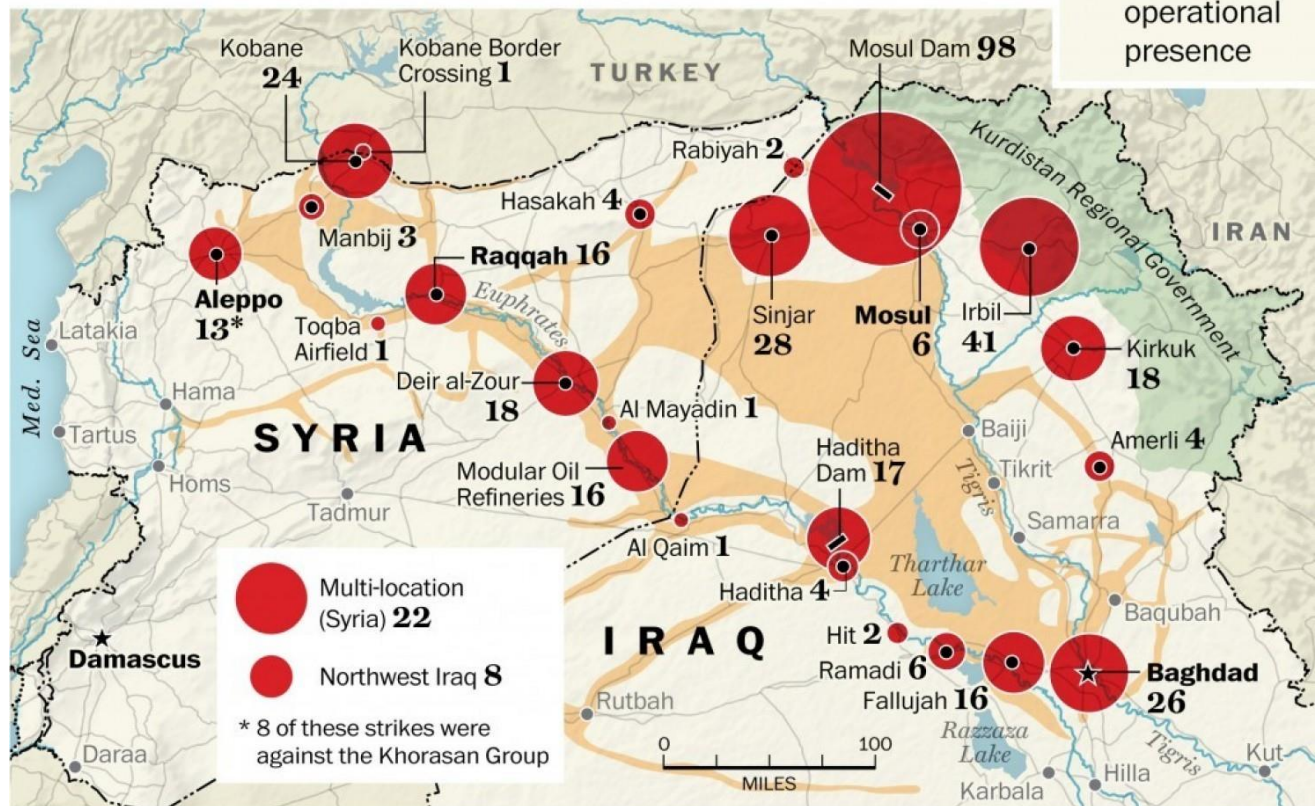 operational
presence
Kobane
24
Kobane Border
Crossing 1
Mosul Dam 98
TURKEY
Rabiyah 2
Kurdistan Regional Government
Hasakah 4
IRAN
Manbij 3
Raqqah 16
Aleppo
13*
Euphrates
Sinjar
28
Mosul
6
Irbil
41
Med. Sea
Latakia
Toqba
Airfield 1
Kirkuk
18
Hama
Deir al-Zour
18
Al Mayadin 1
Baiji
Tartus
SYRIA
Haditha
Dam 17
Amerli 4
Homs
Modular Oil
Refineries 16
Tigris
Tikrit
Tadmur
Samarra
Al Qaim 1
Tharthar
Lake
Haditha 4
Baqubah
Multi-location
(Syria) 22
IRAQ
Hit 2
Damascus
Ramadi 6
Baghdad
26
Northwest Iraq 8
Fallujah 16
Rutbah
* 8 of these strikes were
against the Khorasan Group
Razzaza
Lake
Tigris
Daraa
0
100
MILES
Kut
Karbala
Hilla